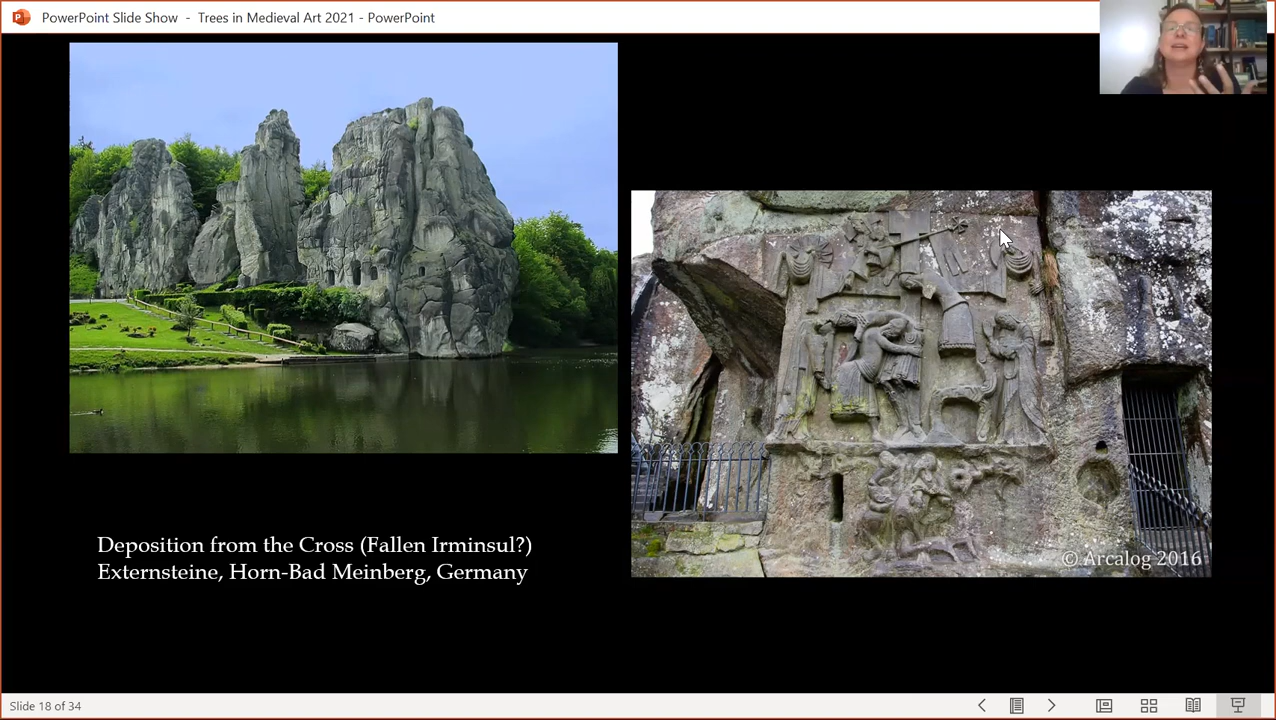 PowerPoint Slide Show - Trees in Medieval Art 2021 - PowerPoint
© Arcalog 2016
Deposition from the Cross (Fallen Irminsul?)
Externsteine, Horn-Bad Meinberg, Germany
Slide 18 of 34